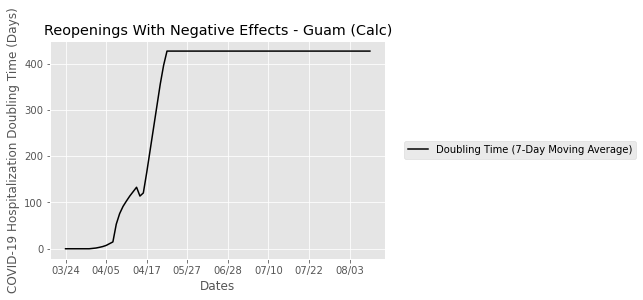 Reopenings With Negative Effects - Guam (Calc)
COVID-19 Hospitalization Doubling Time (Days)
400
300
200
100
0
03/24 04/05 04/17 05/27 06/28 07/10 07/22 08/03
Dates
Doubling Time (7-Day Moving Average)